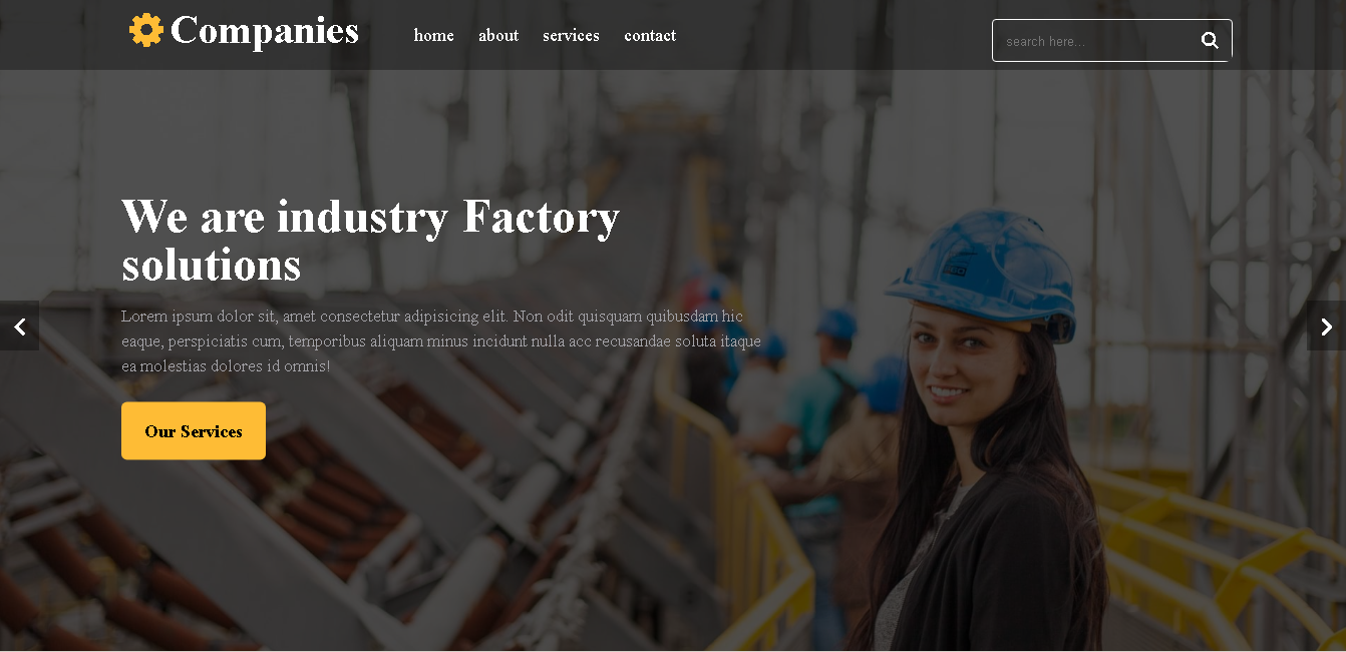 Companies
home
about
services
contact
search here...
We are industry Factory
solutions
Lorem ipsum dolor sit, amet consectetur adipisicing elit. Non odit quisquam quibusdam hic
eaque, perspiciatis cum, temporibus aliquam minus incidunt nulla acc recusandae soluta itaque
ea molestias dolores id omnis!
Our Services